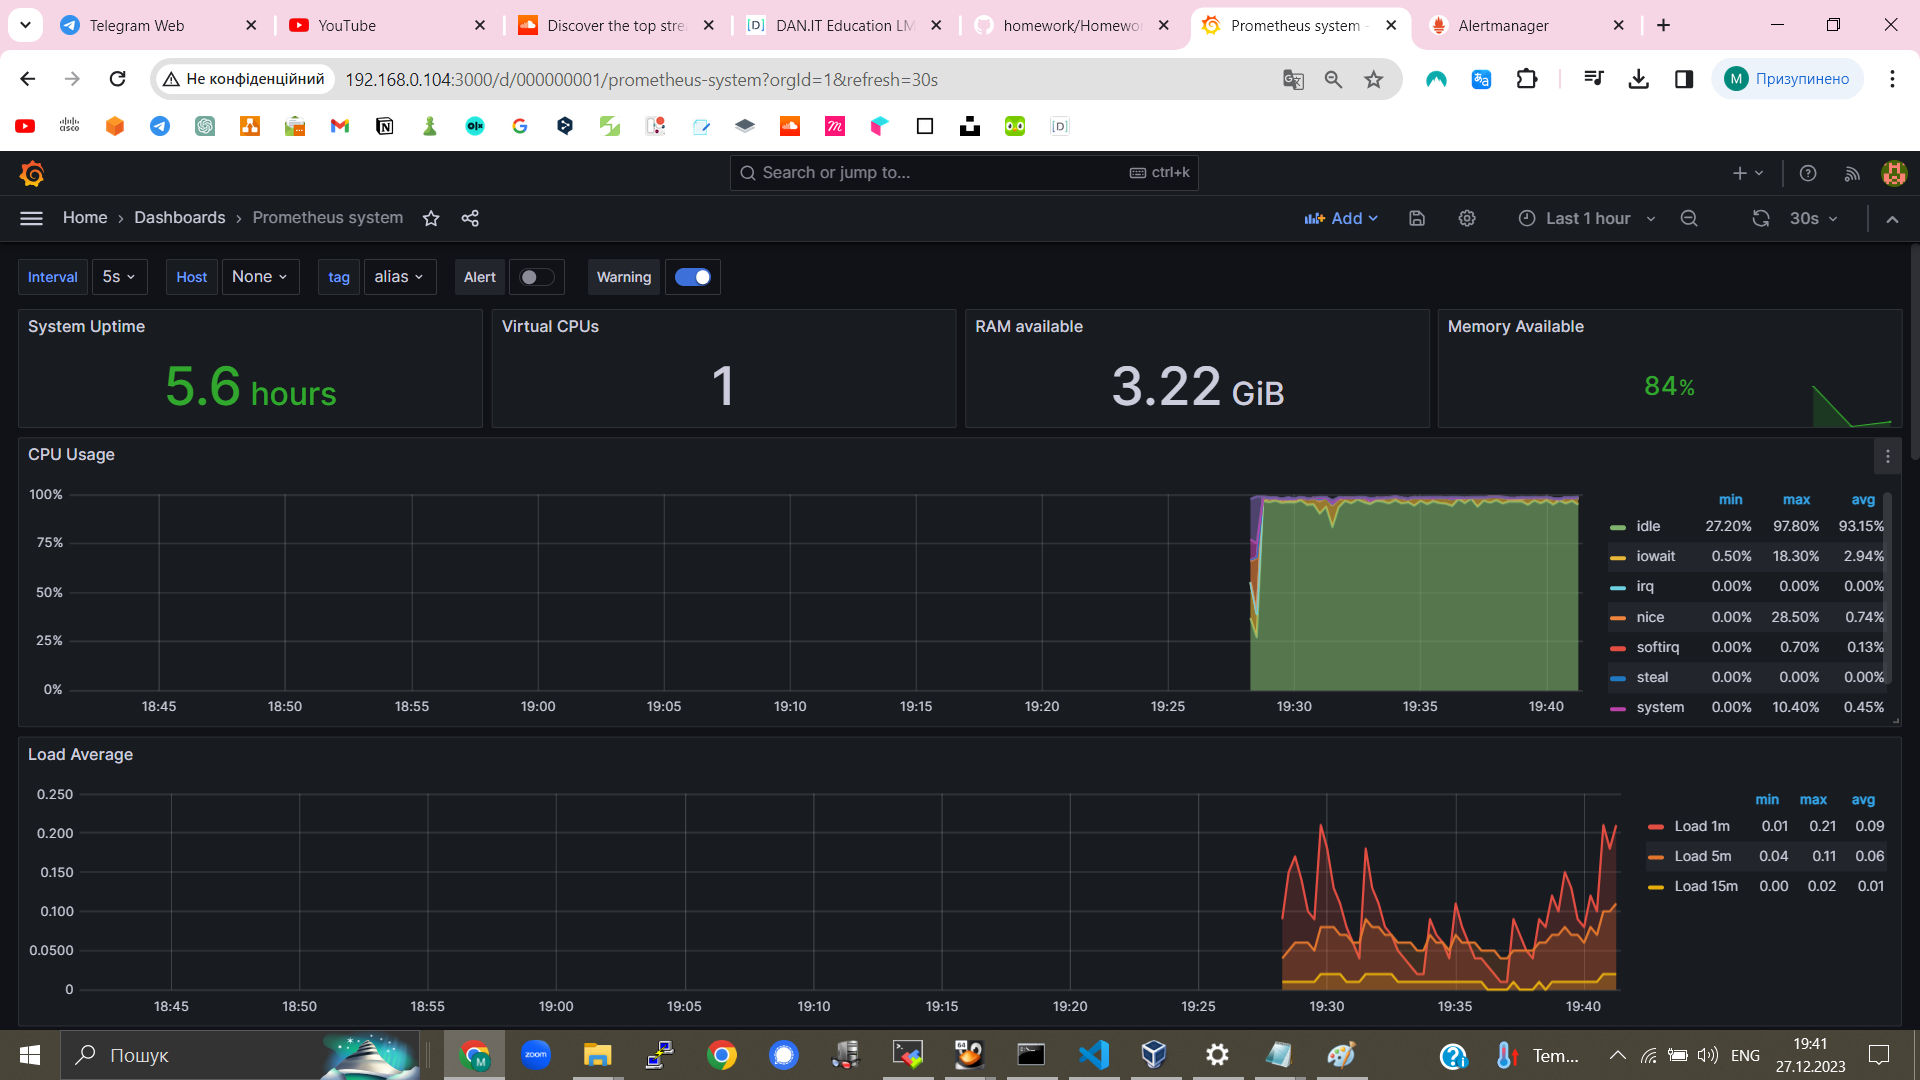 Telegram Web
YouTube
Discover the top stre
DAN.IT Education LM
homework/Homewo
Prometheus system -
Alertmanager
Не конфіденційний
192.168.0.104:3000/d/000000001/prometheus-system?orgId=1&refresh=30s
M
Призупинено
Search or jump to...
ctrl+k
Home › Dashboards › Prometheus system
Add
Last 1 hour
30s
Interval
5s
Host
None
tag
alias
Alert
Warning
System Uptime
5.6 hours
Virtual CPUs
1
RAM available
3.22 GiB
Memory Available
84%
CPU Usage
100%
75%
50%
25%
0%
18:45 18:50 18:55 19:00 19:05 19:10 19:15 19:20 19:25 19:30 19:35 19:40
min max avg
idle 27.20% 97.80% 93.15%
iowait 0.50% 18.30% 2.94%
irq 0.00% 0.00% 0.00%
nice 0.00% 28.50% 0.74%
softirq 0.00% 0.70% 0.13%
steal 0.00% 0.00% 0.00%
system 0.00% 10.40% 0.45%
Load Average
0.250
0.200
0.150
0.100
0.0500
0
18:45 18:50 18:55 19:00 19:05 19:10 19:15 19:20 19:25 19:30 19:35 19:40
min max avg
Load 1m 0.01 0.21 0.09
Load 5m 0.04 0.11 0.06
Load 15m 0.00 0.02 0.01
Пошук
zoom
Tem...
ENG
19:41
27.12.2023